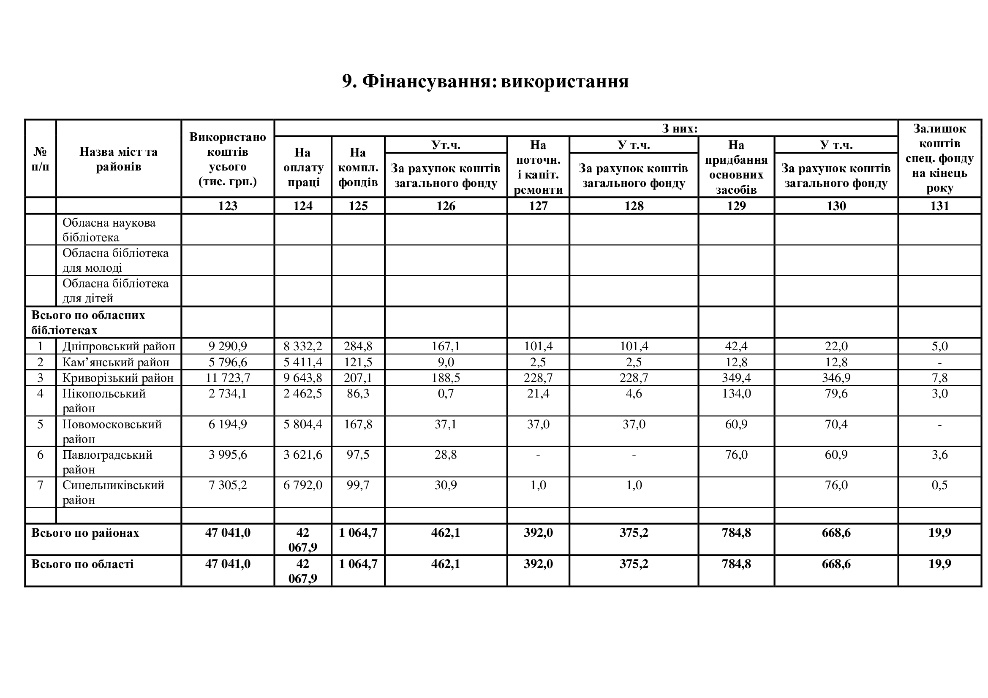 9. Фінансування: використання
№ п/п | Назва міст та районів | Використано коштів усього (тис. грн.) | З них: | Залишок коштів спец. фонду на кінець року
На оплату праці | На компл. фондів | У т.ч. | На поточн. і капіт. ремонти | У т.ч. | На придбання основних засобів | У т.ч.
За рахунок коштів загального фонду | За рахунок коштів загального фонду | За рахунок коштів загального фонду
123 | 124 | 125 | 126 | 127 | 128 | 129 | 130 | 131
Обласна наукова бібліотека
Обласна бібліотека для молоді
Обласна бібліотека для дітей
Всього по обласних бібліотеках
1 | Дніпровський район | 9 290,9 | 8 332,2 | 284,8 | 167,1 | 101,4 | 101,4 | 42,4 | 22,0 | 5,0
2 | Кам’янський район | 5 796,6 | 5 411,4 | 121,5 | 9,0 | 2,5 | 2,5 | 12,8 | 12,8 | -
3 | Криворізький район | 11 723,7 | 9 643,8 | 207,1 | 188,5 | 228,7 | 228,7 | 349,4 | 346,9 | 7,8
4 | Нікопольський район | 2 734,1 | 2 462,5 | 86,3 | 0,7 | 21,4 | 4,6 | 134,0 | 79,6 | 3,0
5 | Новомосковський район | 6 194,9 | 5 804,4 | 167,8 | 37,1 | 37,0 | 37,0 | 60,9 | 70,4 | -
6 | Павлоградський район | 3 995,6 | 3 621,6 | 97,5 | 28,8 | - | - | 76,0 | 60,9 | 3,6
7 | Синельниківський район | 7 305,2 | 6 792,0 | 99,7 | 30,9 | 1,0 | 1,0 | | 76,0 | 0,5
Всього по районах | 47 041,0 | 42 067,9 | 1 064,7 | 462,1 | 392,0 | 375,2 | 784,8 | 668,6 | 19,9
Всього по області | 47 041,0 | 42 067,9 | 1 064,7 | 462,1 | 392,0 | 375,2 | 784,8 | 668,6 | 19,9